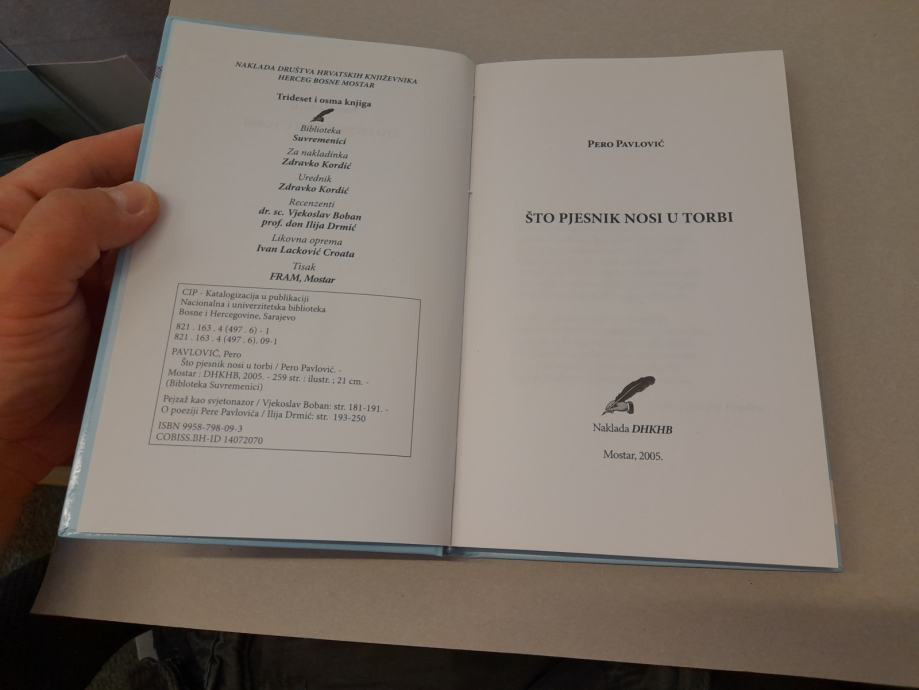 NAKLADA DRUŠTVA HRVATSKIH KNJIŽEVNIKA
HERCEG BOSNE MOSTAR
Trideset i osma knjiga
Biblioteka
Suvremenici
Za nakladinka
Zdravko Kordić
Urednik
Zdravko Kordić
Recenzenti
dr. sc. Vjekoslav Boban
prof. don Ilija Drmić
Likovna oprema
Ivan Lacković Croata
Tisak
FRAM, Mostar
CIP - Katalogizacija u publikaciji
Nacionalna i univerzitetska biblioteka
Bosne i Hercegovine, Sarajevo
821 . 163 . 4 (497 . 6) - 1
821 . 163 . 4 (497 . 6). 09-1
PAVLOVIĆ, Pero
Što pjesnik nosi u torbi / Pero Pavlović. -
Mostar : DHKHB, 2005. - 259 str. : ilustr. ; 21 cm. -
(Bibloteka Suvremenici)
Pejzaž kao svjetonazor / Vjekoslav Boban: str. 181-191. -
O poeziji Pere Pavlovića / Ilija Drmić: str. 193-250
ISBN 9958-798-09-3
COBISS.BH-ID 14072070
PERO PAVLOVIĆ
ŠTO PJESNIK NOSI U TORBI
Naklada DHKHB
Mostar, 2005.